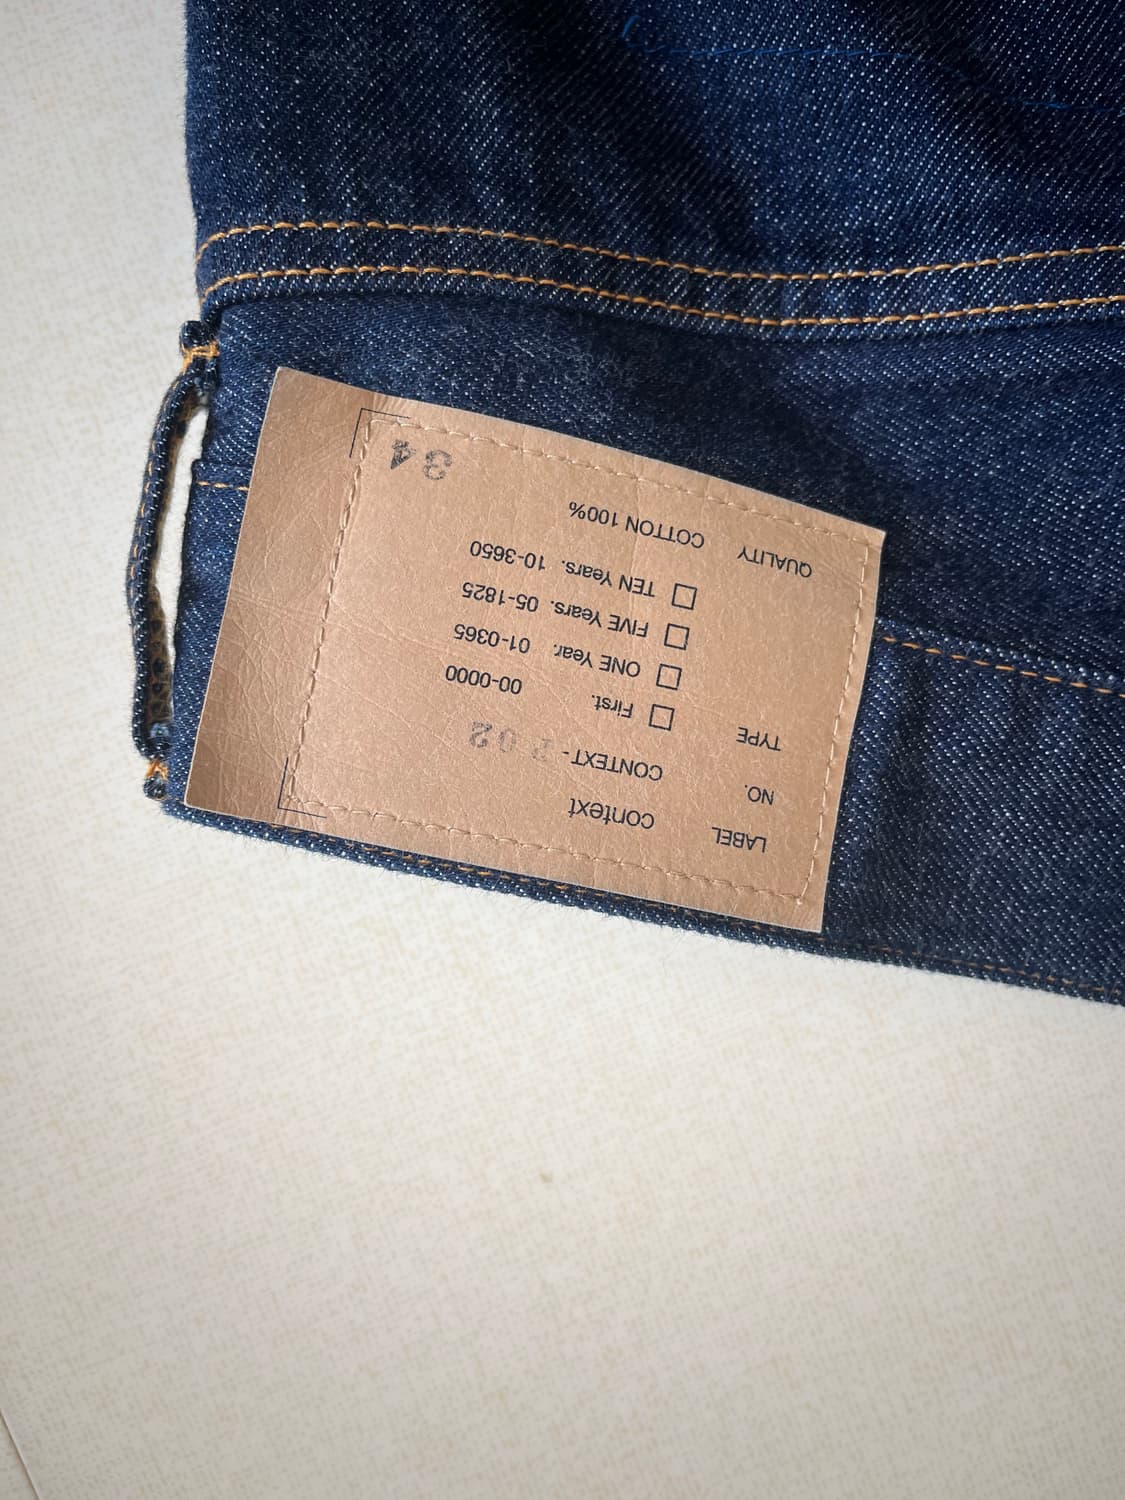 LABEL context
NO. CONTEXT - P 02
TYPE □ First. 00-0000
□ ONE Year. 01-0365
□ FIVE Years. 05-1825
□ TEN Years. 10-3650
QUALITY COTTON 100%
34